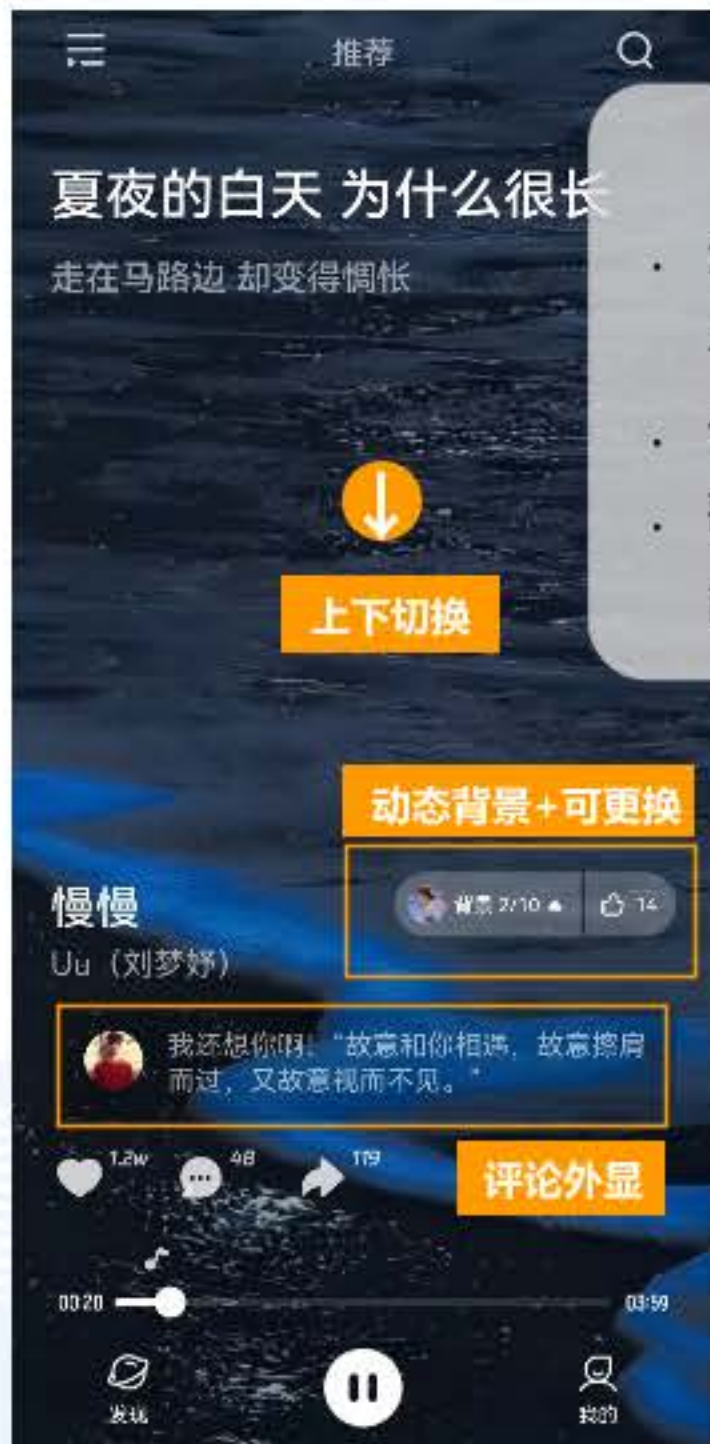 推荐
夏夜的白天 为什么很长
走在马路边 却变得惆怅
上下切换
动态背景+可更换
慢慢
背景 2/10
14
Uu（刘梦妤）
我还想你啊！“故意和你相遇，故意擦肩
而过，又故意视而不见。”
1.2w
48
119
评论外显
00:20
03:59
发现
我的